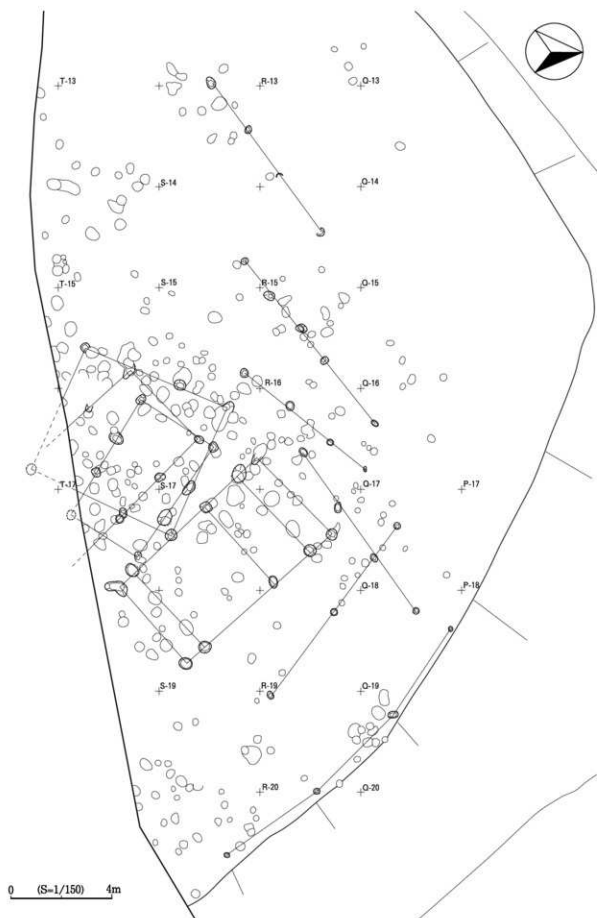 T-13
R-13
Q-13
S-14
Q-14
T-15
S-15
R-15
Q-15
R-16
Q-16
T-17
S-17
Q-17
P-17
Q-18
P-18
S-19
R-19
Q-19
R-20
Q-20
0 (S=1/150) 4m